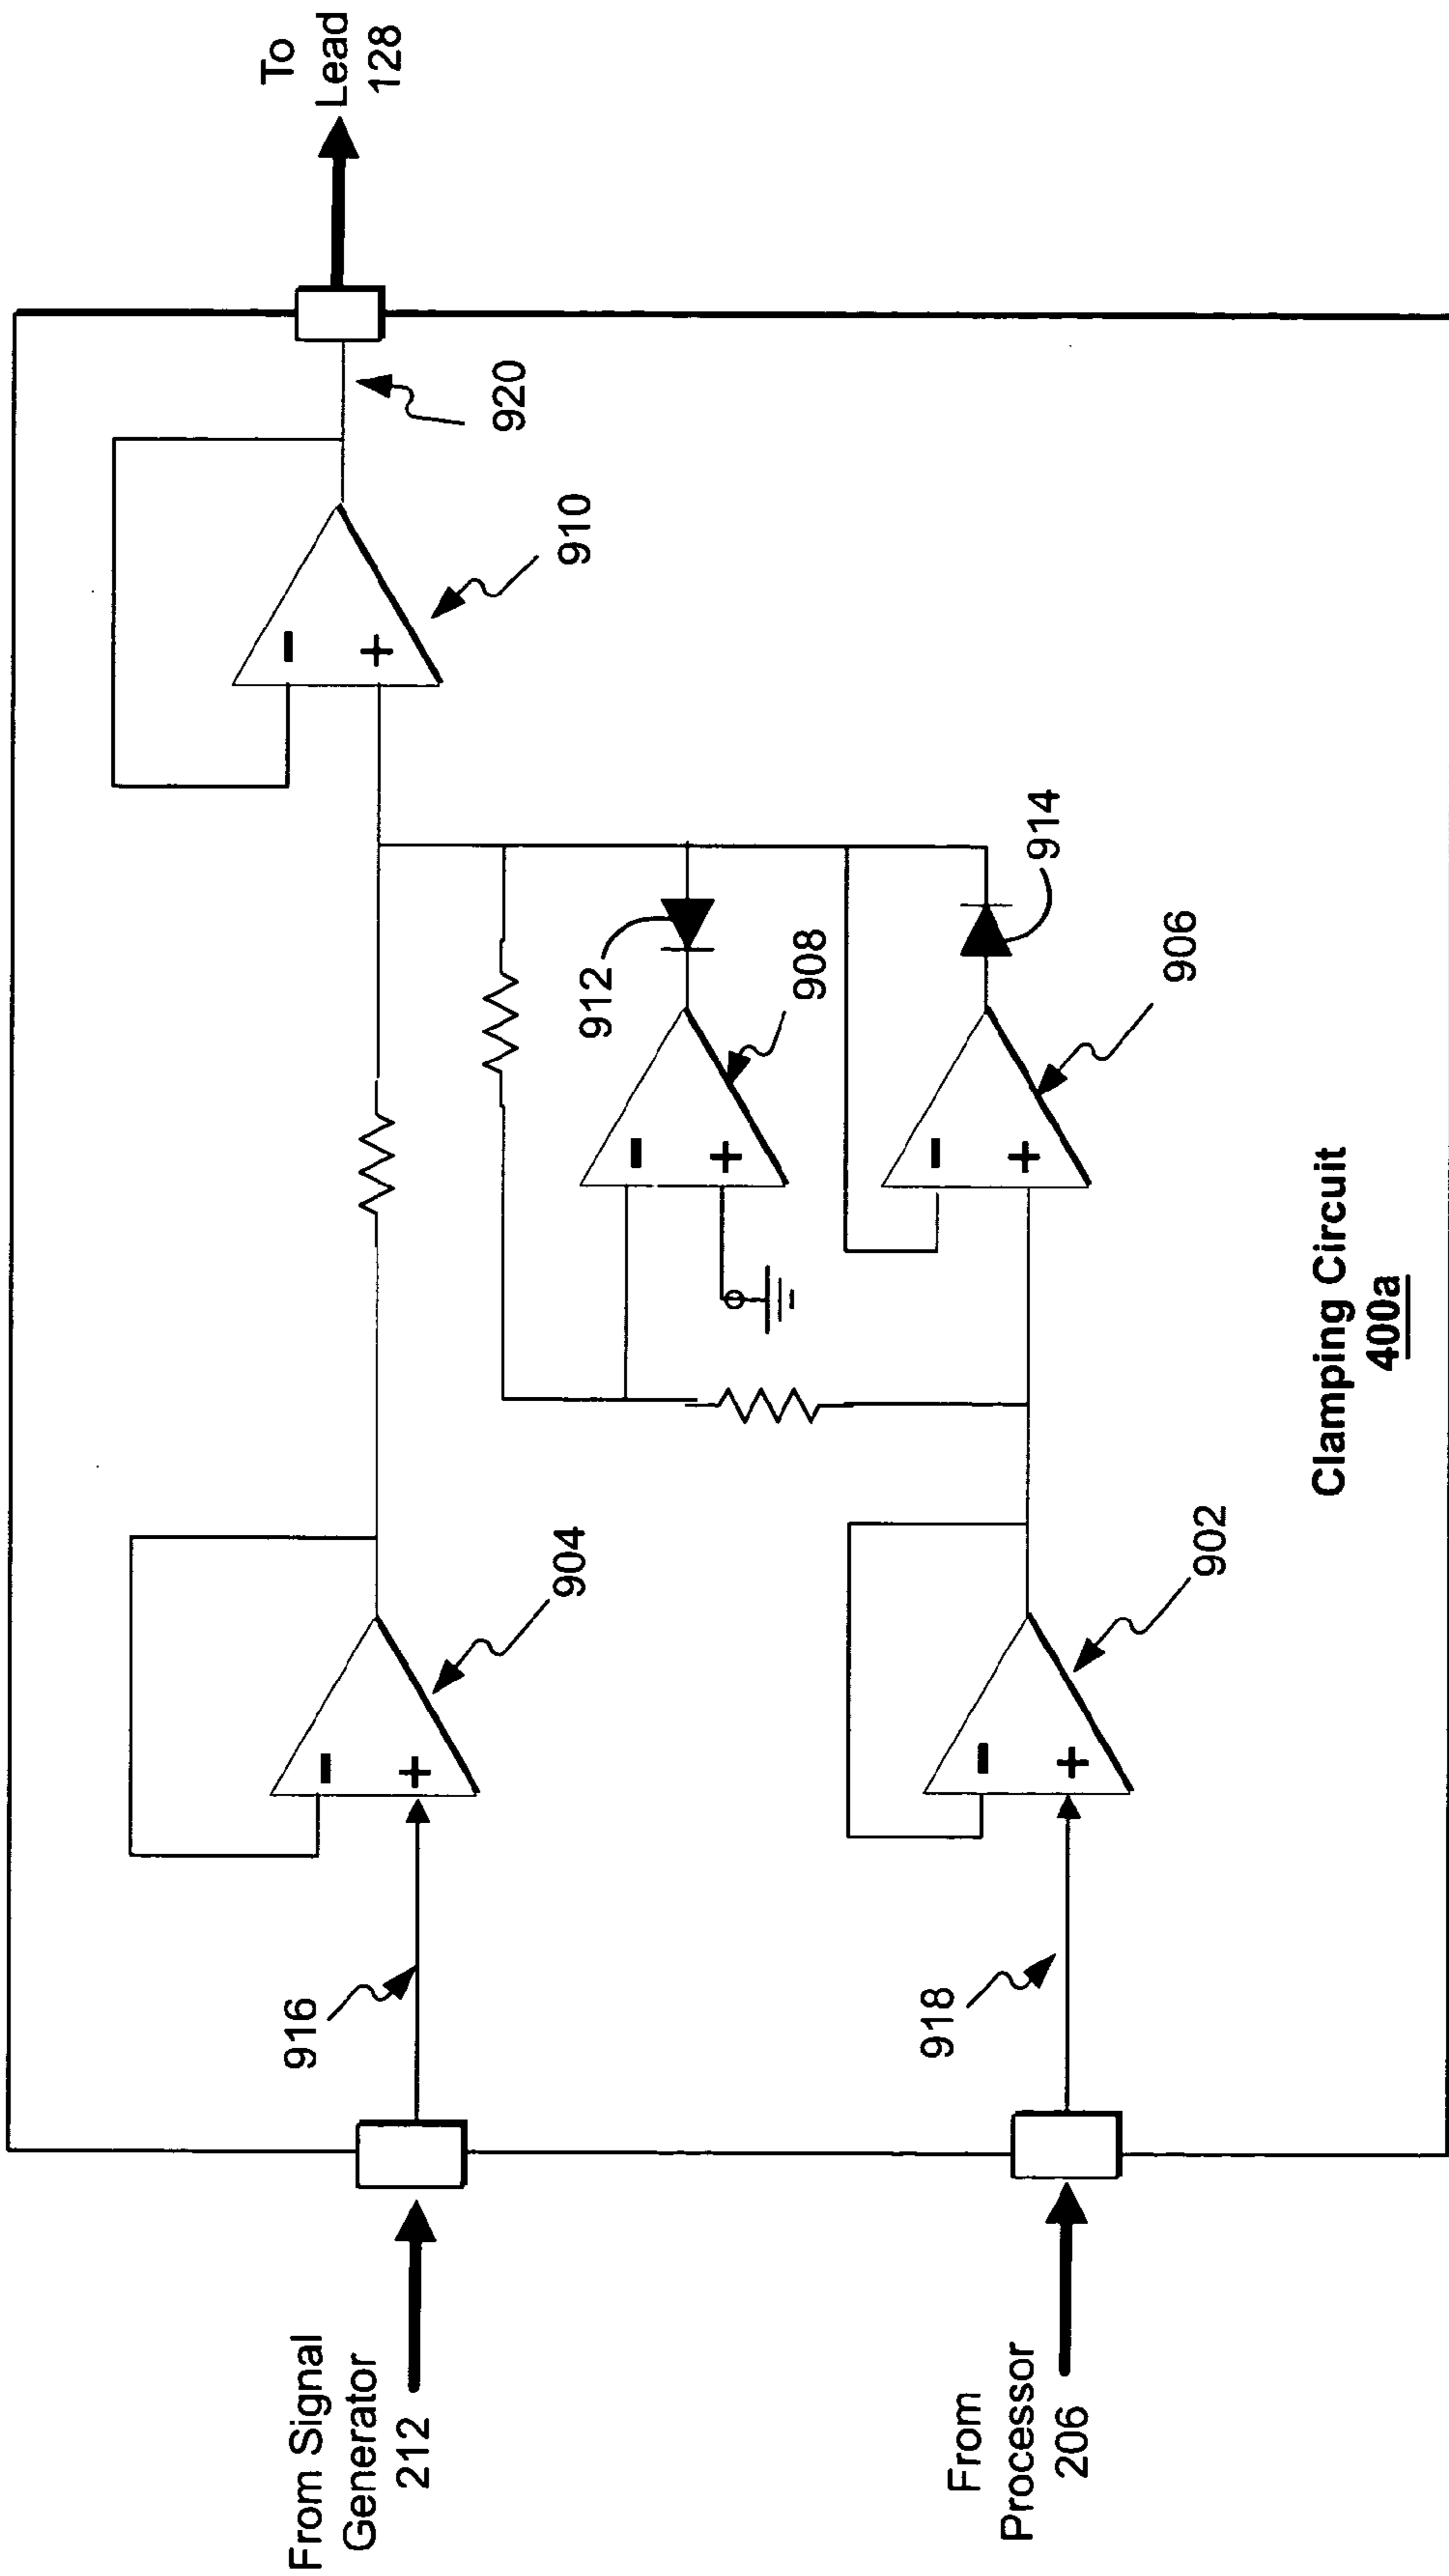 From Signal
Generator
212
916
-
+
904
-
+
910
920
To
Lead
128
912
-
+
908
914
-
+
906
From
Processor
206
918
-
+
902
Clamping Circuit
400a